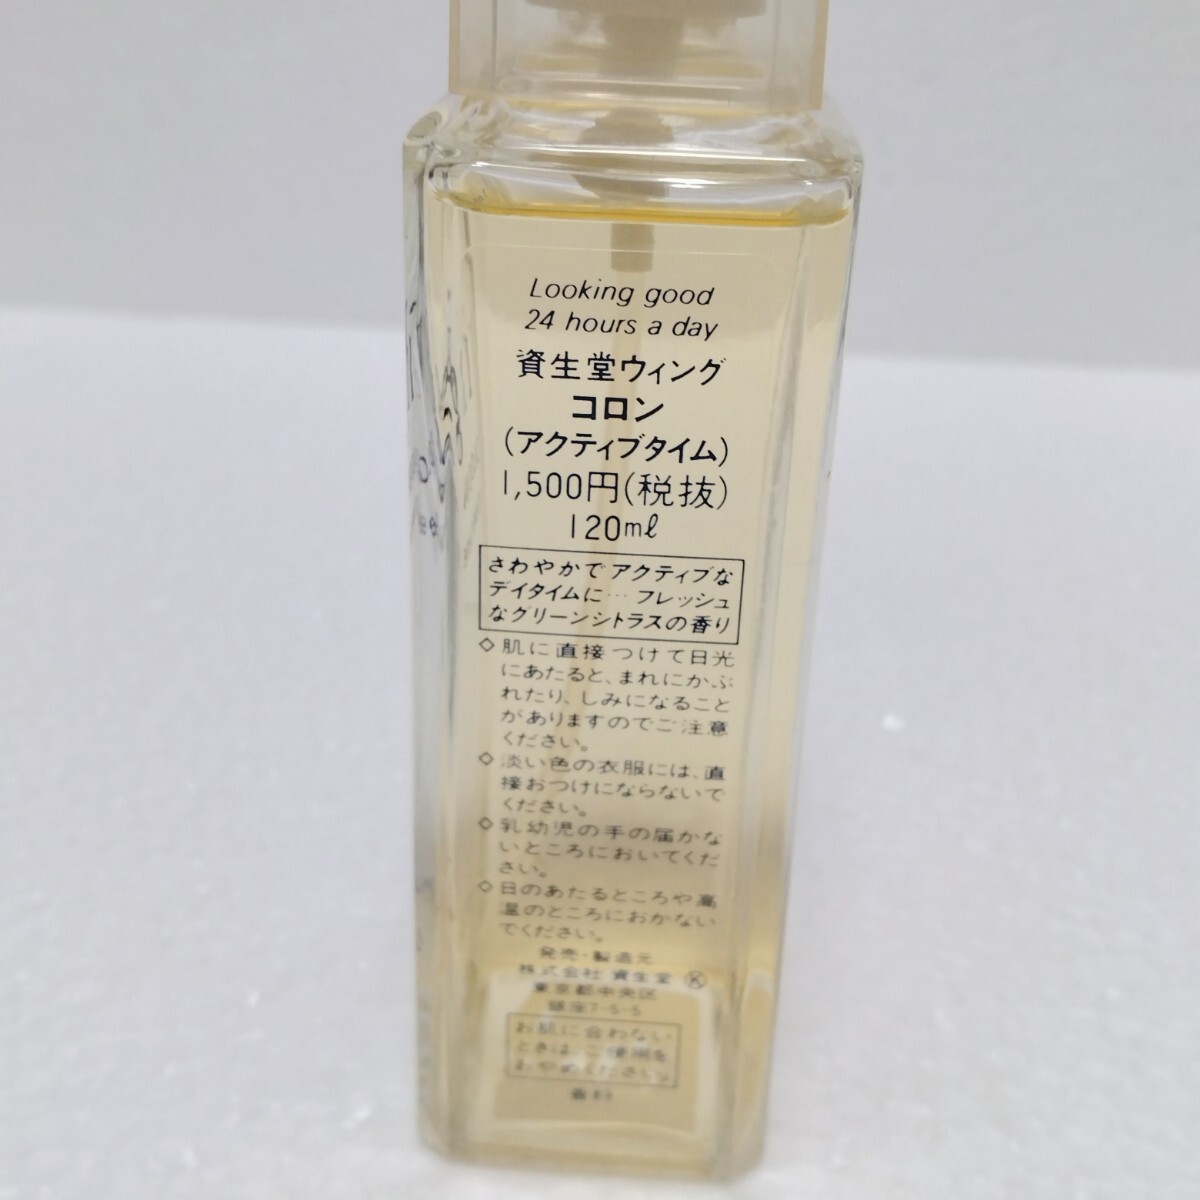 Looking good
24 hours a day
資生堂ウィング
コロン
(アクティブタイム)
1,500円(税抜)
120mℓ
さわやかでアクティブな
デイタイムに…フレッシュ
なグリーンシトラスの香り
◇肌に直接つけて日光
にあたると、まれにかぶ
れたり、しみになること
がありますのでご注意
ください。
◇淡い色の衣服には、直
接おつけにならないで
ください。
◇乳幼児の手の届かな
いところにおいてくだ
さい。
◇日のあたるところや高
温のところにおかない
でください。
発売・製造元
株式会社 資生堂 Ⓚ
東京都中央区
銀座7-5-5
お肌に合わない
ときは、ご使用を
おやめください。